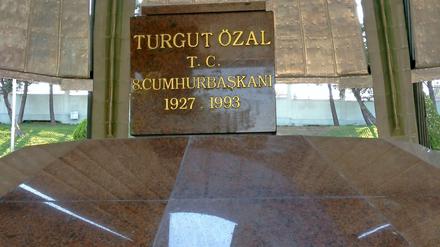 TURGUT ÖZAL
T. C.
8.CUMHURBAŞKANI
1927 . 1993